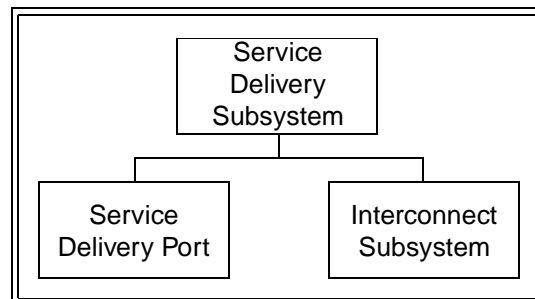 Service
Delivery
Subsystem
Service
Delivery Port
Interconnect
Subsystem